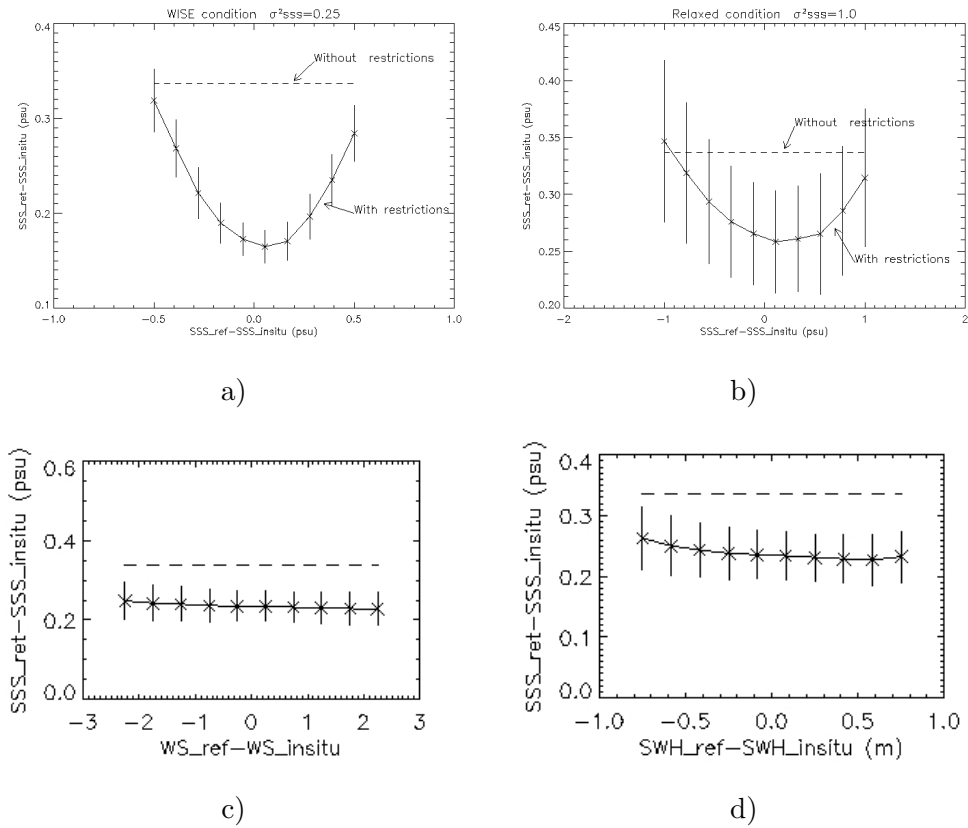 WISE condition σ²sss=0.25
0.4
0.3
0.2
0.1
SSS_ret-SSS_insitu (psu)
Without restrictions
With restrictions
-1.0 -0.5 0.0 0.5 1.0
SSS_ref-SSS_insitu (psu)
a)
Relaxed condition σ²sss=1.0
0.45
0.40
0.35
0.30
0.25
0.20
SSS_ret-SSS_insitu (psu)
Without restrictions
With restrictions
-2 -1 0 1 2
SSS_ref-SSS_insitu (psu)
b)
0.6
0.4
0.2
0.0
SSS_ret-SSS_insitu (psu)
-3 -2 -1 0 1 2 3
WS_ref-WS_insitu
c)
0.4
0.3
0.2
0.1
0.0
SSS_ret-SSS_insitu (psu)
-1.0 -0.5 0.0 0.5 1.0
SWH_ref-SWH_insitu (m)
d)